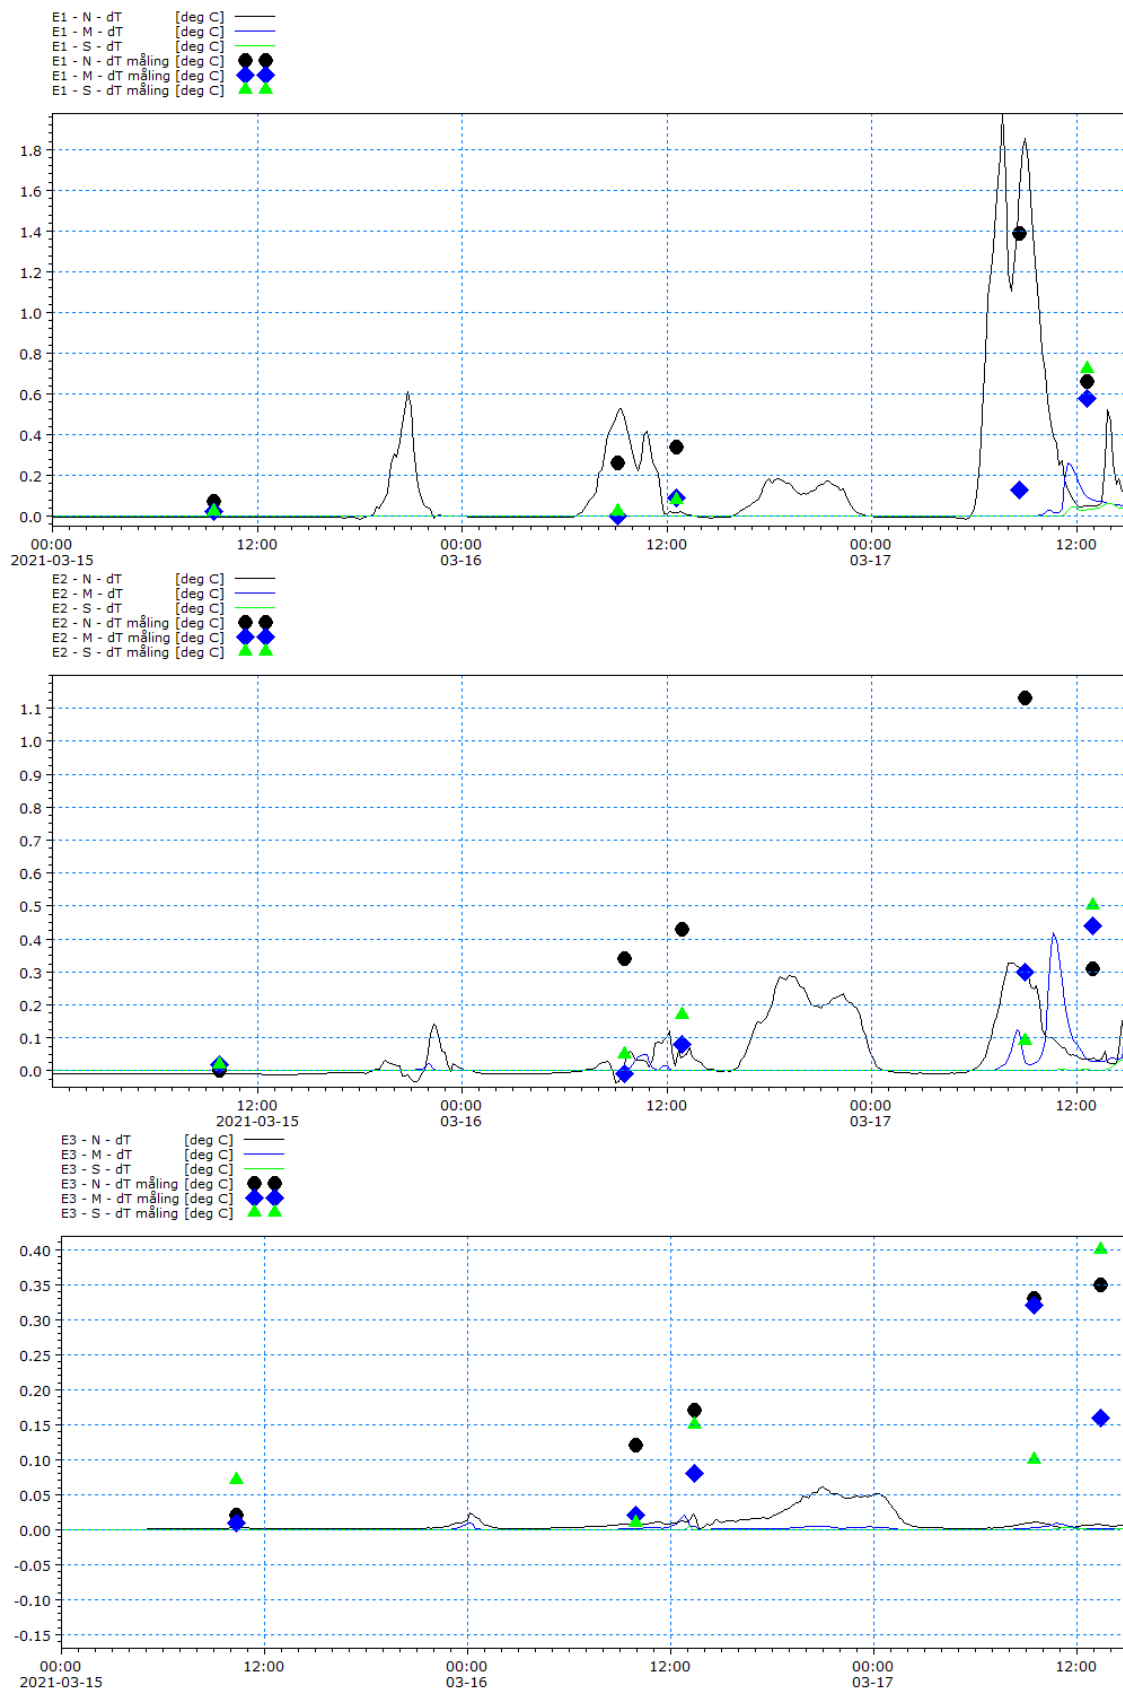 E1 - N - dT [deg C]
E1 - M - dT [deg C]
E1 - S - dT [deg C]
E1 - N - dT måling [deg C]
E1 - M - dT måling [deg C]
E1 - S - dT måling [deg C]
1.8
1.6
1.4
1.2
1.0
0.8
0.6
0.4
0.2
0.0
00:00 12:00 00:00 12:00 00:00 12:00
2021-03-15 03-16 03-17
E2 - N - dT [deg C]
E2 - M - dT [deg C]
E2 - S - dT [deg C]
E2 - N - dT måling [deg C]
E2 - M - dT måling [deg C]
E2 - S - dT måling [deg C]
1.1
1.0
0.9
0.8
0.7
0.6
0.5
0.4
0.3
0.2
0.1
0.0
12:00 00:00 12:00 00:00 12:00
2021-03-15 03-16 03-17
E3 - N - dT [deg C]
E3 - M - dT [deg C]
E3 - S - dT [deg C]
E3 - N - dT måling [deg C]
E3 - M - dT måling [deg C]
E3 - S - dT måling [deg C]
0.40
0.35
0.30
0.25
0.20
0.15
0.10
0.05
0.00
-0.05
-0.10
-0.15
00:00 12:00 00:00 12:00 00:00 12:00
2021-03-15 03-16 03-17